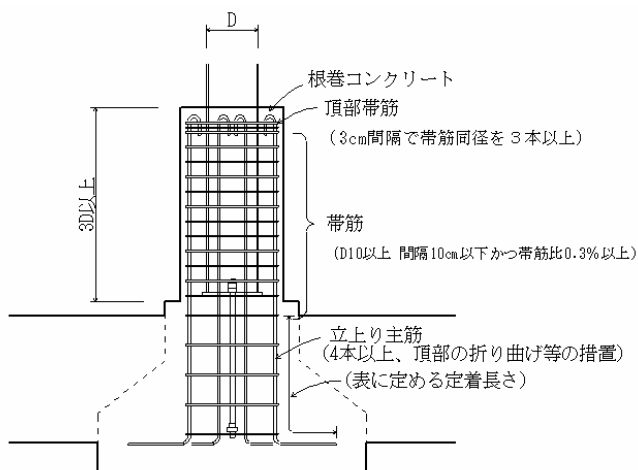 D
根巻コンクリート
頂部帯筋
(3cm間隔で帯筋同径を３本以上)
3D以上
帯筋
(D10以上 間隔10㎝以下かつ帯筋比0.3%以上)
立上り主筋
(4本以上、頂部の折り曲げ等の措置)
(表に定める定着長さ)